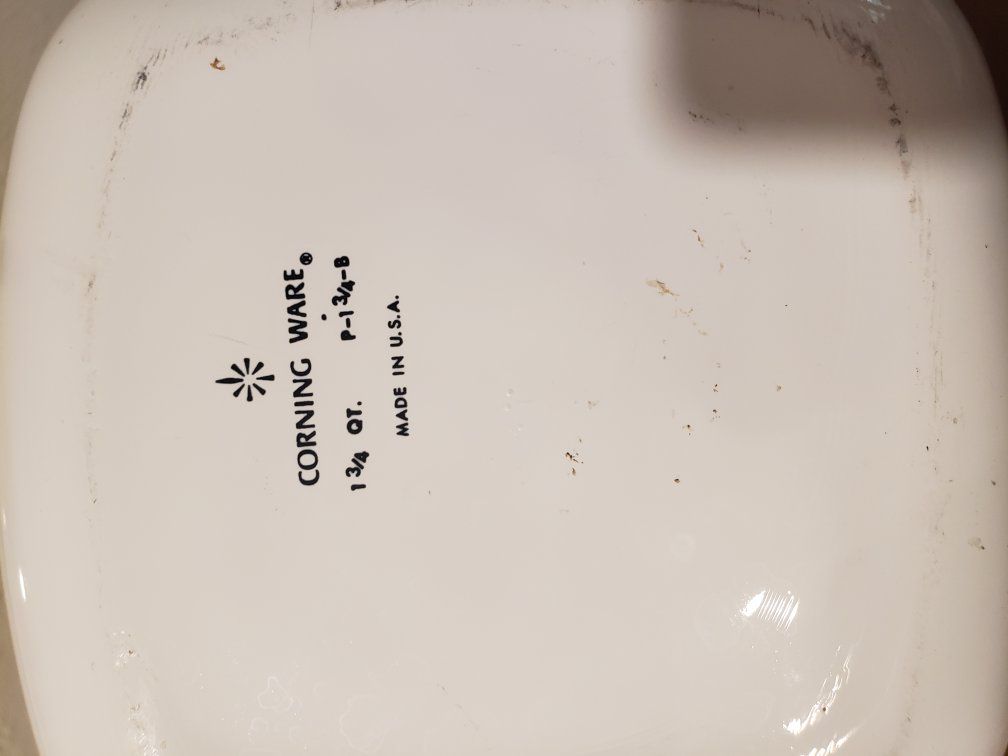 CORNING WARE®
1 3/4 QT. P-1 3/4-B
MADE IN U.S.A.